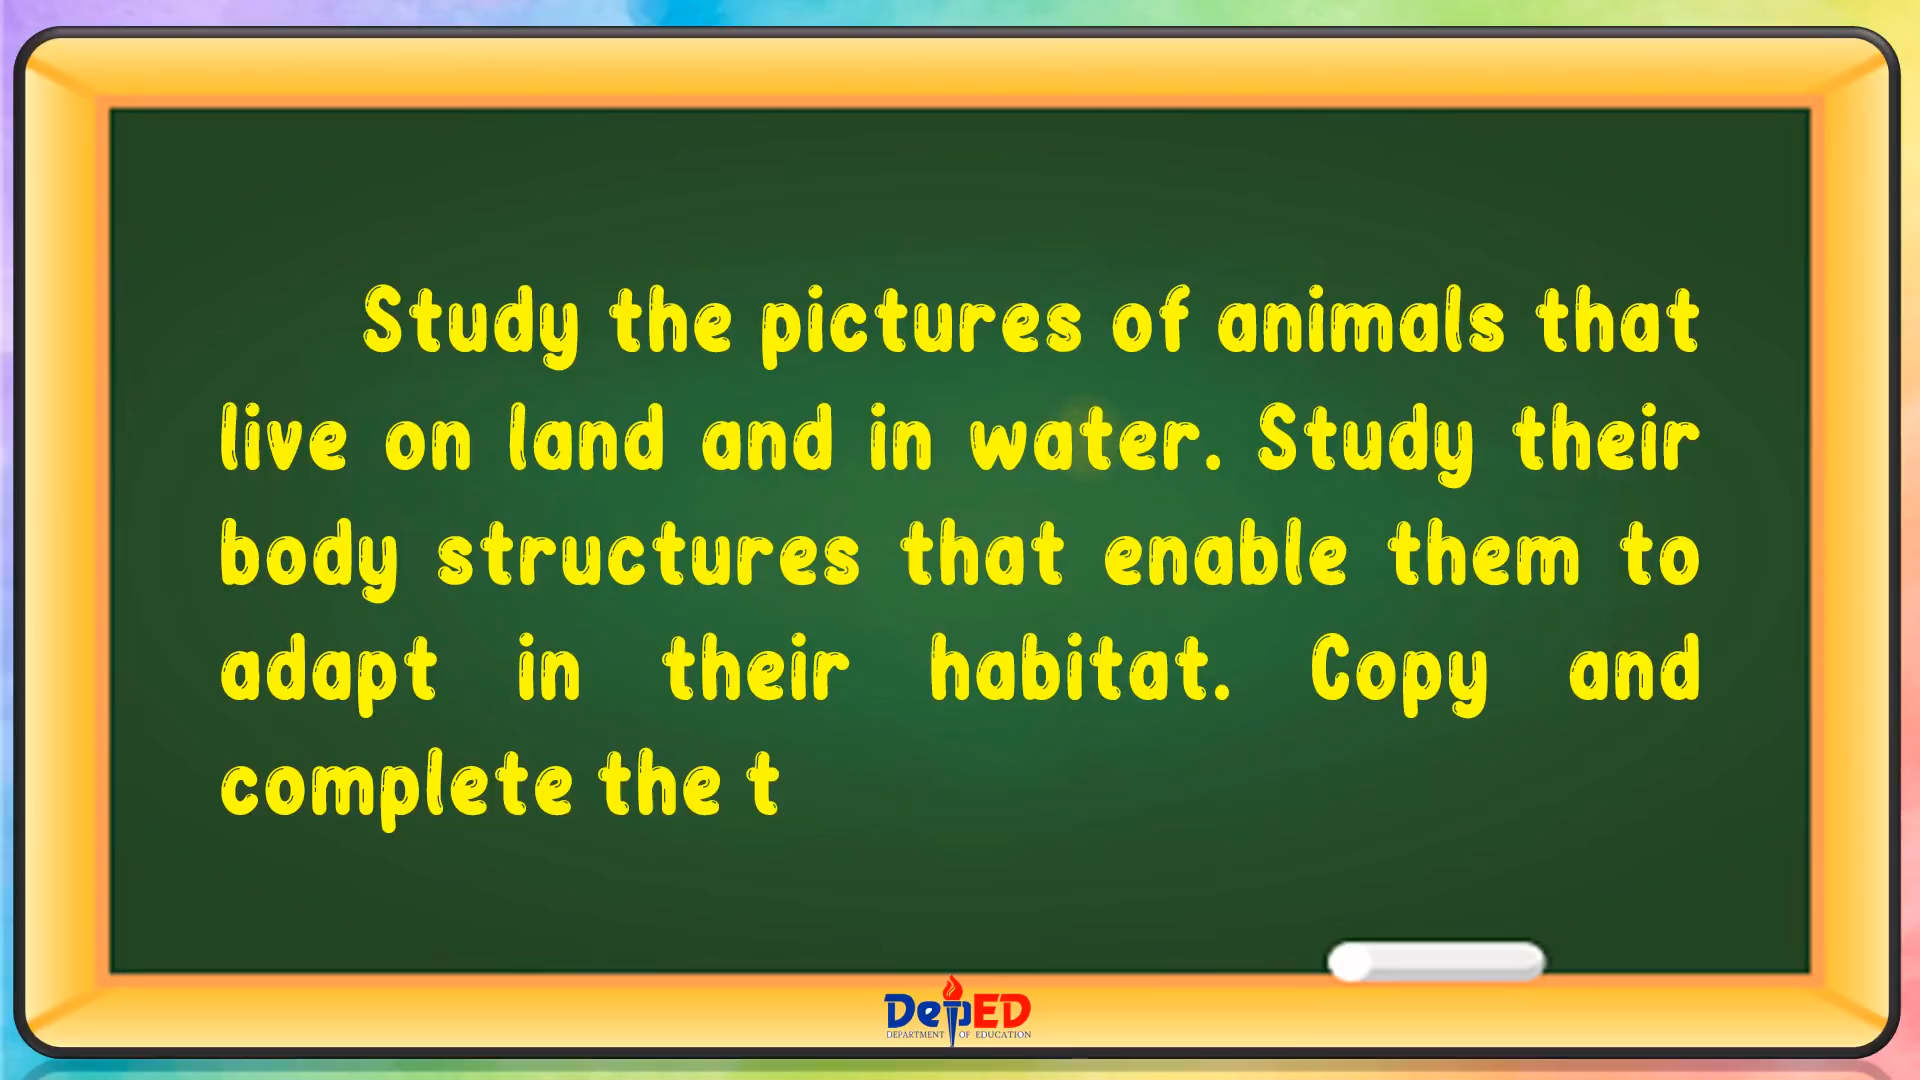 Study the pictures of animals that
live on land and in water. Study their
body structures that enable them to
adapt in their habitat. Copy and
complete the t
DepED
DEPARTMENT OF EDUCATION